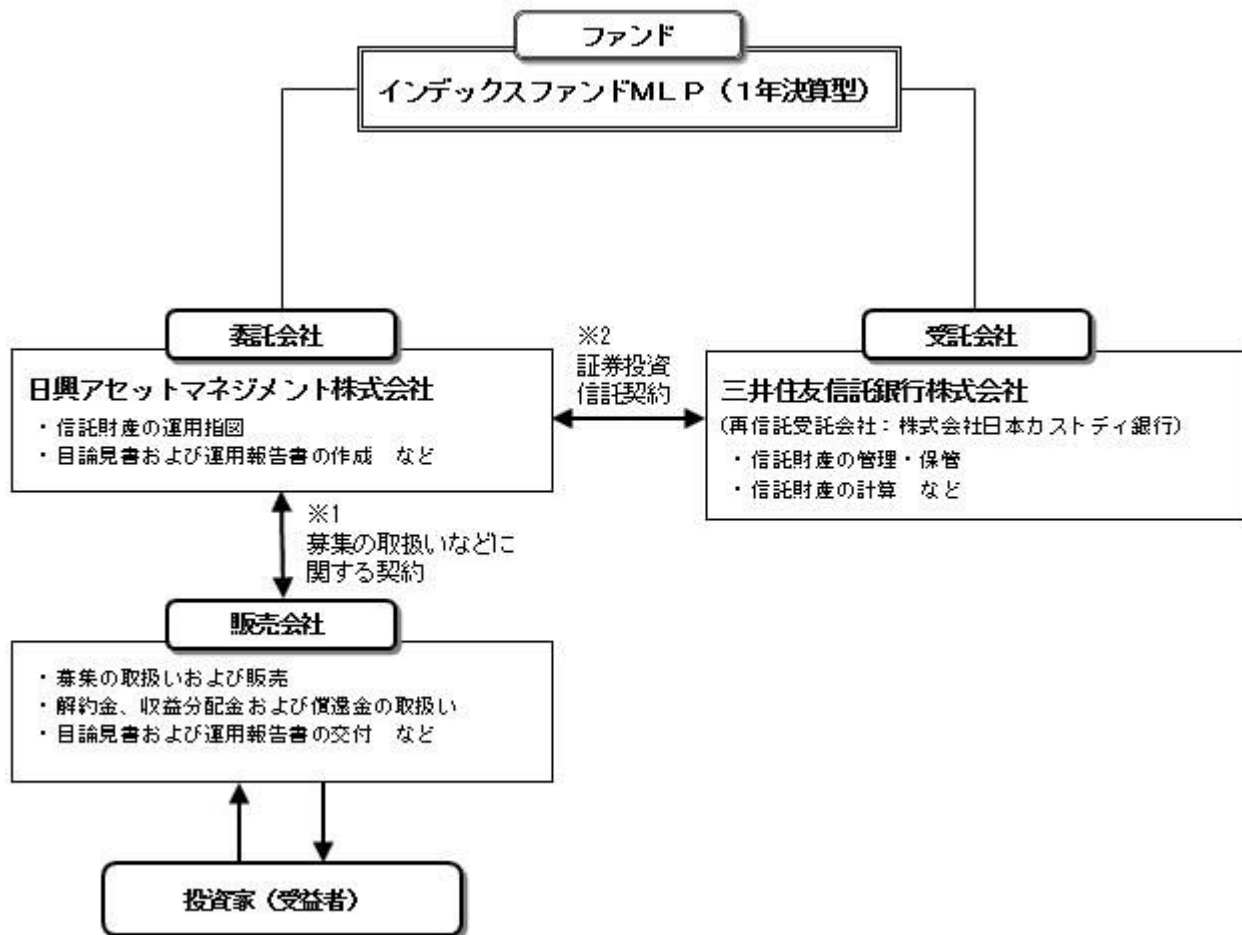 ファンド
インデックスファンドMLP（1年決算型）
委託会社
日興アセットマネジメント株式会社
・信託財産の運用指図
・目論見書および運用報告書の作成　など
※2
証券投資
信託契約
受託会社
三井住友信託銀行株式会社
(再信託受託会社：株式会社日本カストディ銀行)
・信託財産の管理・保管
・信託財産の計算　など
※1
募集の取扱いなどに
関する契約
販売会社
・募集の取扱いおよび販売
・解約金、収益分配金および償還金の取扱い
・目論見書および運用報告書の交付　など
投資家（受益者）